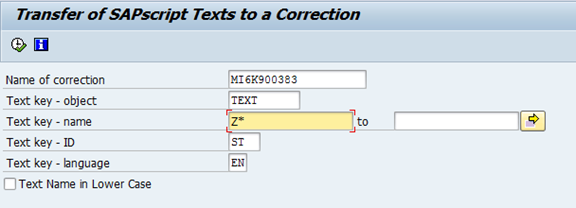 Transfer of SAPscript Texts to a Correction
Name of correction MI6K900383
Text key - object TEXT
Text key - name Z* to
Text key - ID ST
Text key - language EN
Text Name in Lower Case